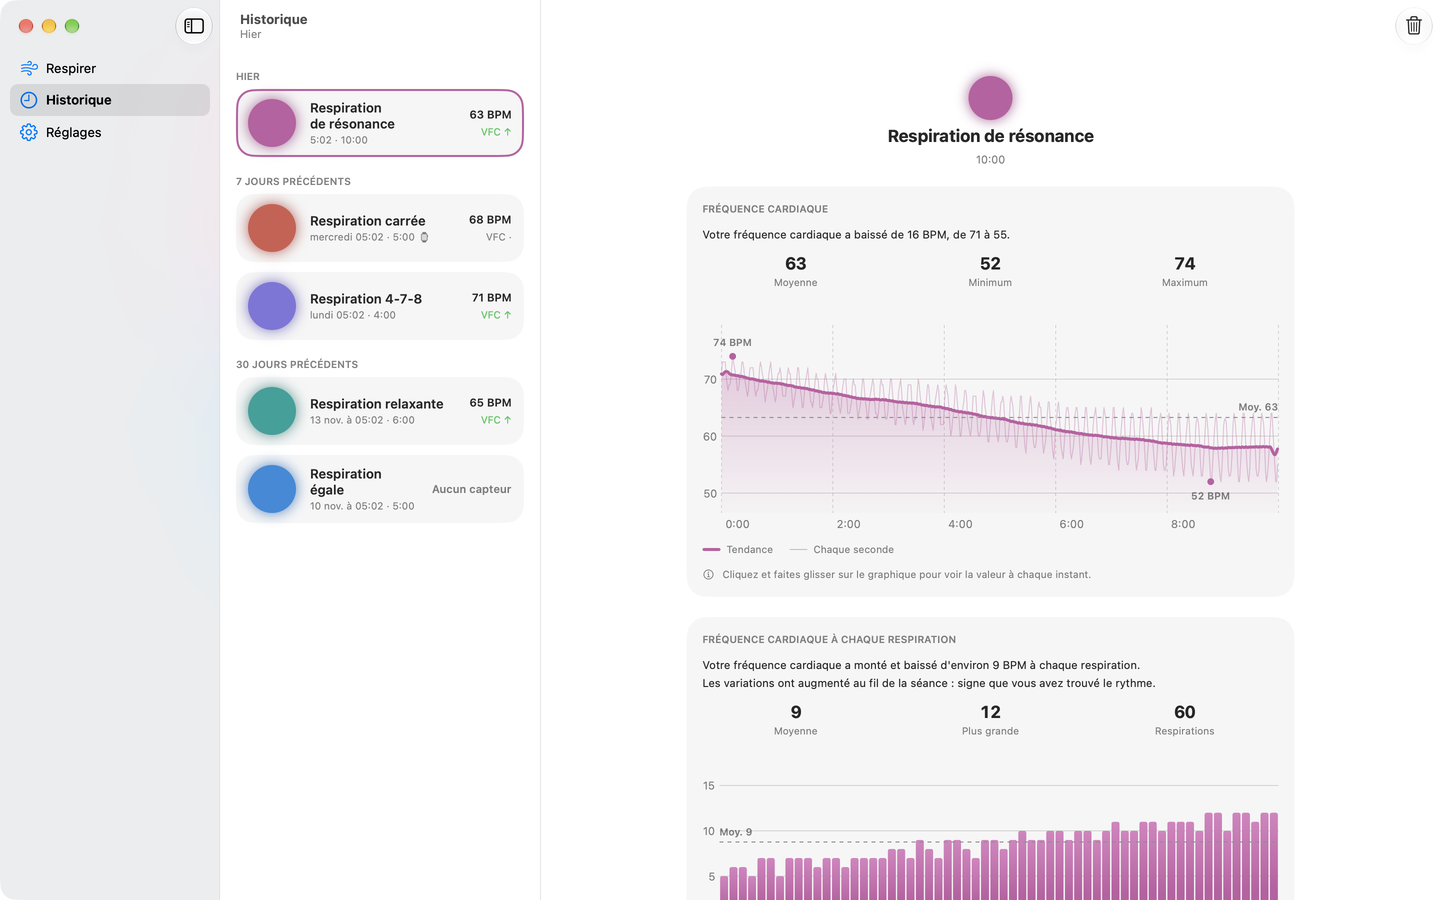 Respirer
Historique
Réglages
Historique
Hier
HIER
Respiration
de résonance
5:02 · 10:00
63 BPM
VFC ↑
7 JOURS PRÉCÉDENTS
Respiration carrée
mercredi 05:02 · 5:00
68 BPM
VFC ·
Respiration 4-7-8
lundi 05:02 · 4:00
71 BPM
VFC ↑
30 JOURS PRÉCÉDENTS
Respiration relaxante
13 nov. à 05:02 · 6:00
65 BPM
VFC ↑
Respiration
égale
10 nov. à 05:02 · 5:00
Aucun capteur
Respiration de résonance
10:00
FRÉQUENCE CARDIAQUE
Votre fréquence cardiaque a baissé de 16 BPM, de 71 à 55.
63 52 74
Moyenne Minimum Maximum
74 BPM
70
Moy. 63
60
50
52 BPM
0:00 2:00 4:00 6:00 8:00
Tendance Chaque seconde
Cliquez et faites glisser sur le graphique pour voir la valeur à chaque instant.
FRÉQUENCE CARDIAQUE À CHAQUE RESPIRATION
Votre fréquence cardiaque a monté et baissé d'environ 9 BPM à chaque respiration.
Les variations ont augmenté au fil de la séance : signe que vous avez trouvé le rythme.
9 12 60
Moyenne Plus grande Respirations
15
10 Moy. 9
5